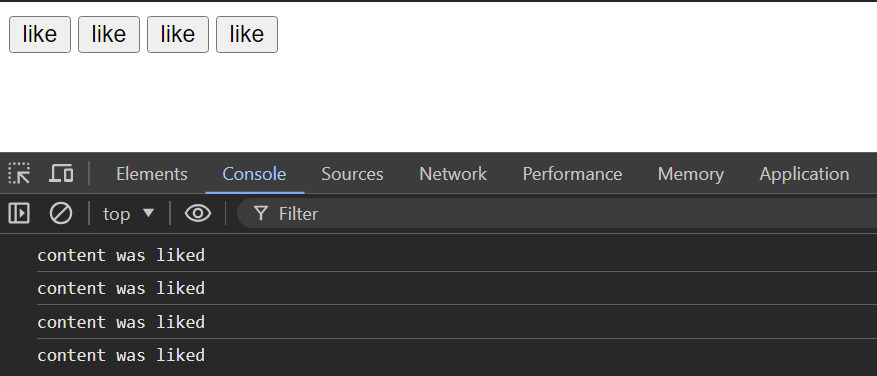 like like like like
Elements Console Sources Network Performance Memory Application
top Filter
content was liked
content was liked
content was liked
content was liked